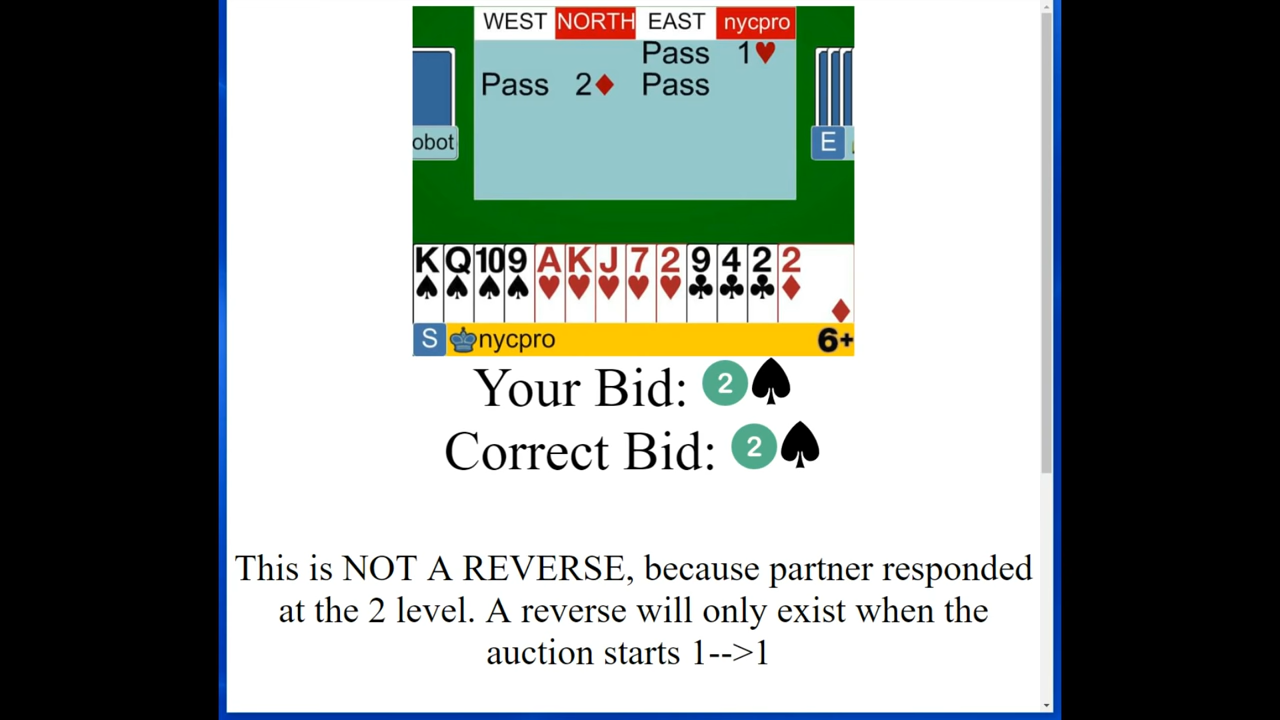 WEST NORTH EAST nycpro
Pass 1♥
Pass 2♦ Pass
obot
E
K Q 10 9 A K J 7 2 9 4 2 2
S nycpro 6+
Your Bid: 2♠
Correct Bid: 2♠
This is NOT A REVERSE, because partner responded
at the 2 level. A reverse will only exist when the
auction starts 1-->1